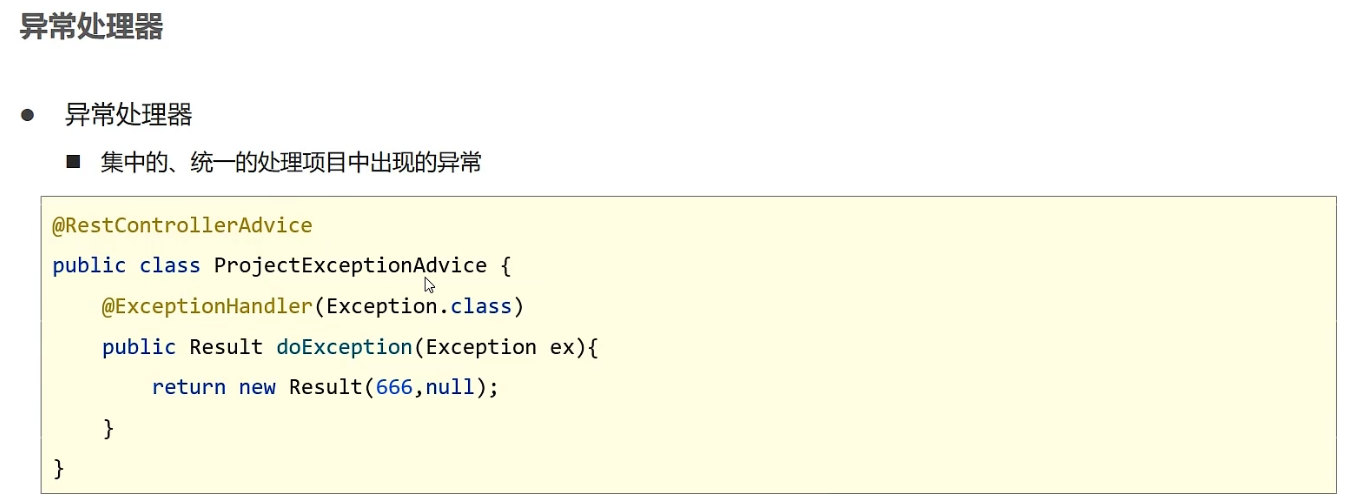 异常处理器
● 异常处理器
■ 集中的、统一的处理项目中出现的异常
@RestControllerAdvice
public class ProjectExceptionAdvice {
    @ExceptionHandler(Exception.class)
    public Result doException(Exception ex){
        return new Result(666,null);
    }
}